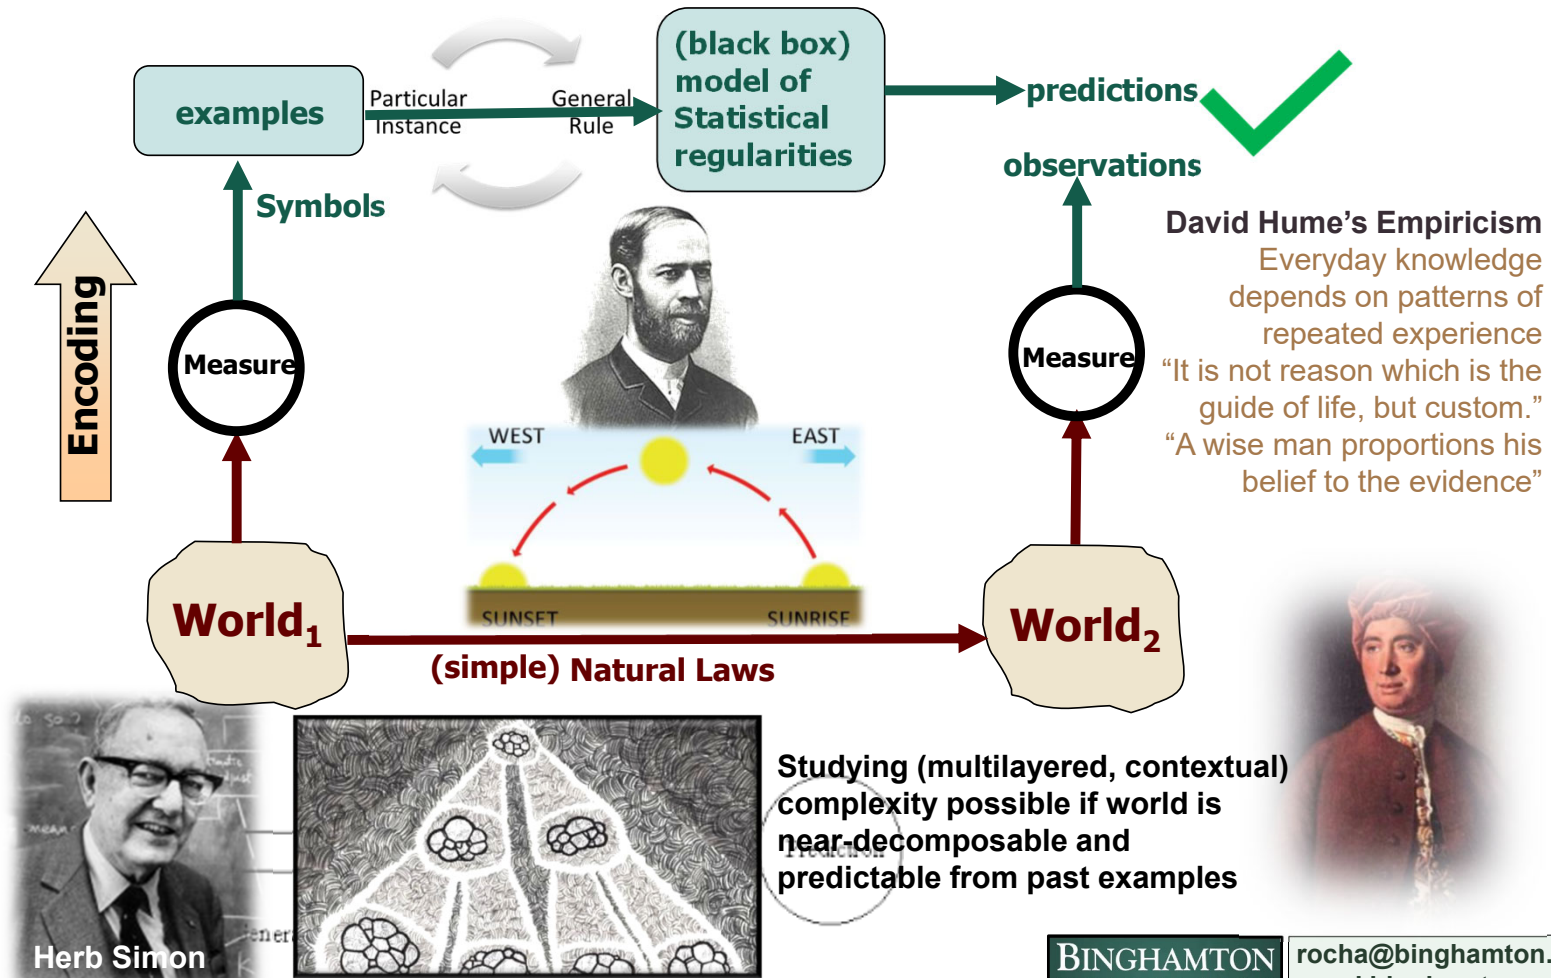 (black box)
model of
Statistical
regularities
examples
Particular
Instance
General
Rule
predictions
observations
Symbols
Encoding
Measure
Measure
David Hume’s Empiricism
Everyday knowledge
depends on patterns of
repeated experience
“It is not reason which is the
guide of life, but custom.”
“A wise man proportions his
belief to the evidence”
WEST
EAST
SUNSET
SUNRISE
World1
World2
(simple) Natural Laws
Studying (multilayered, contextual)
complexity possible if world is
near-decomposable and
predictable from past examples
Prediction
Herb Simon
BINGHAMTON
rocha@binghamton.